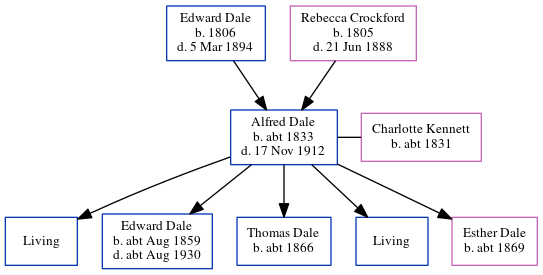 Edward Dale
b. 1806
d. 5 Mar 1894
Rebecca Crockford
b. 1805
d. 21 Jun 1888
Alfred Dale
b. abt 1833
d. 17 Nov 1912
Charlotte Kennett
b. abt 1831
Living
Edward Dale
b. abt Aug 1859
d. abt Aug 1930
Thomas Dale
b. abt 1866
Living
Esther Dale
b. abt 1869